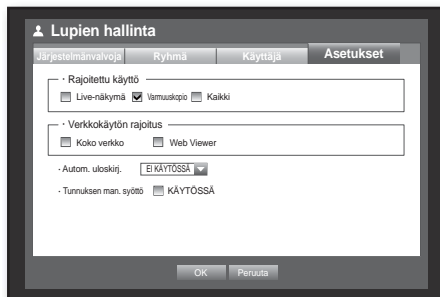 Lupien hallinta
Järjestelmänvalvoja Ryhmä Käyttäjä Asetukset
· Rajoitettu käyttö
Live-näkymä Varmuuskopio Kaikki
· Verkkokäytön rajoitus
Koko verkko Web Viewer
· Autom. uloskirj. EI KÄYTÖSSÄ
· Tunnuksen man. syöttö KÄYTÖSSÄ
OK Peruuta